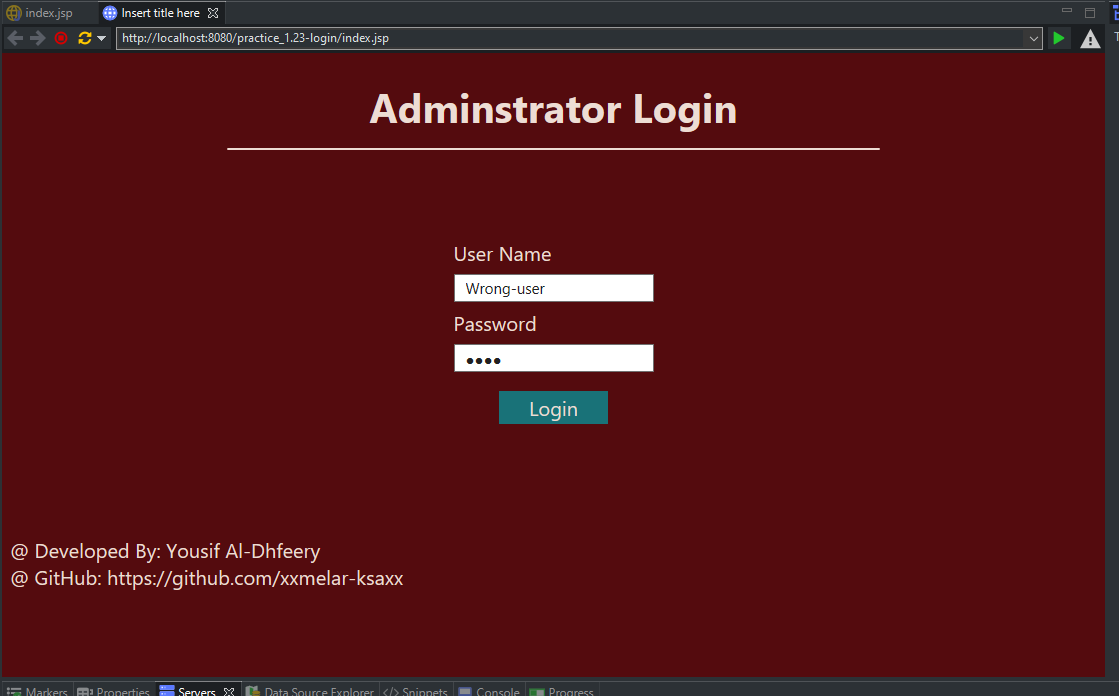 index.jsp
Insert title here
http://localhost:8080/practice_1.23-login/index.jsp
Adminstrator Login
User Name
Wrong-user
Password
Login
@ Developed By: Yousif Al-Dhfeery
@ GitHub: https://github.com/xxmelar-ksaxx
Markers Properties Servers Data Source Explorer Snippets Console Progress